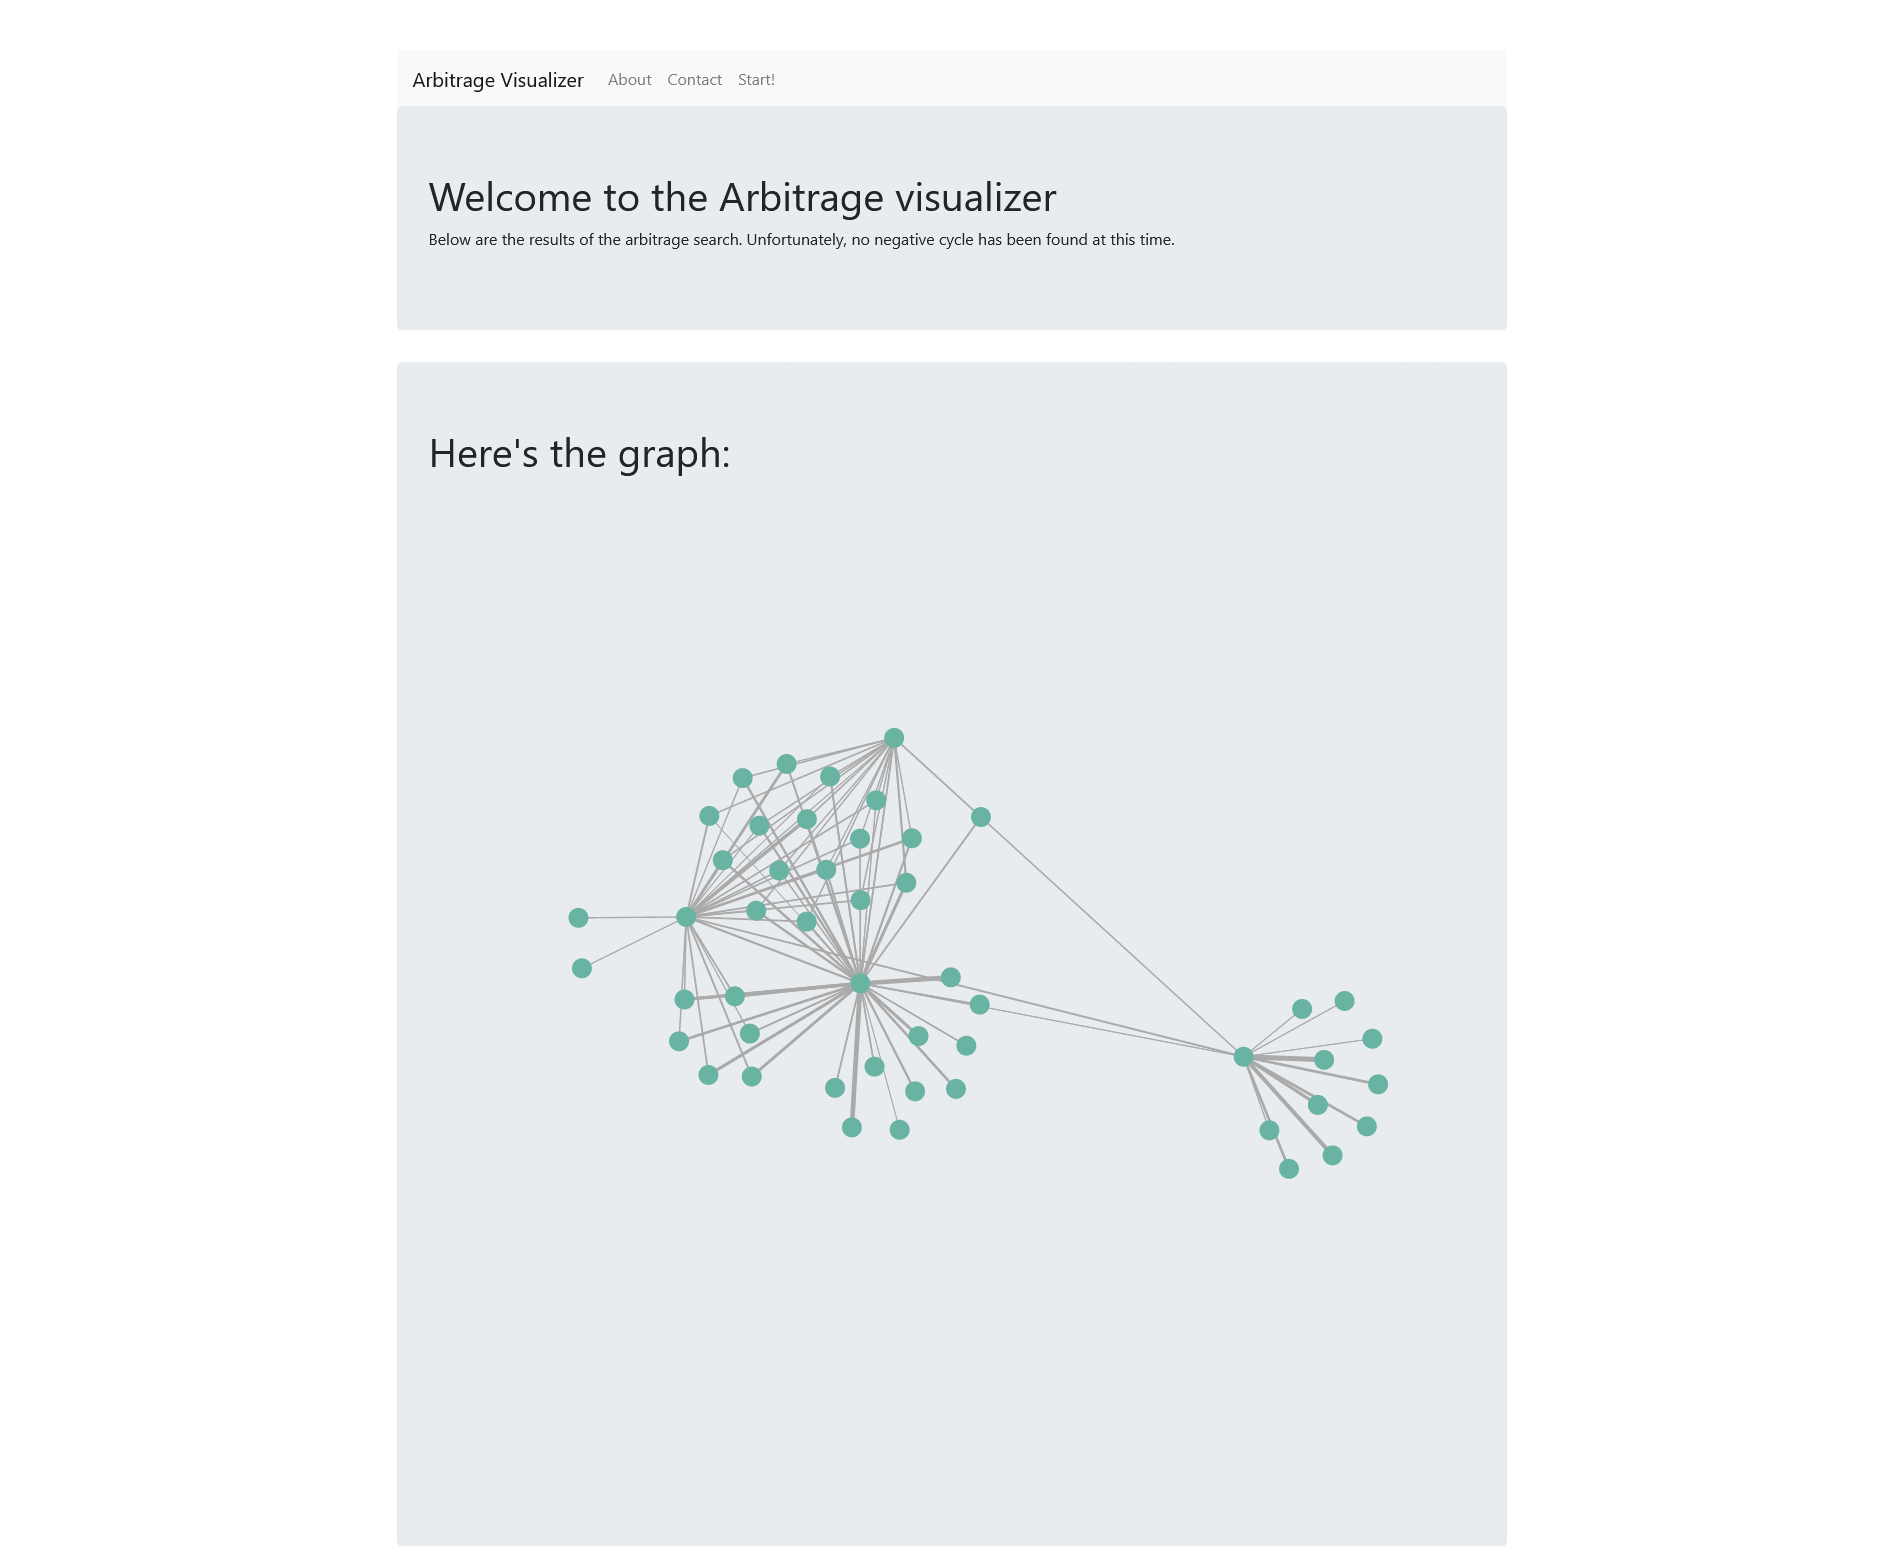 Arbitrage Visualizer About Contact Start!
Welcome to the Arbitrage visualizer
Below are the results of the arbitrage search. Unfortunately, no negative cycle has been found at this time.
Here's the graph: